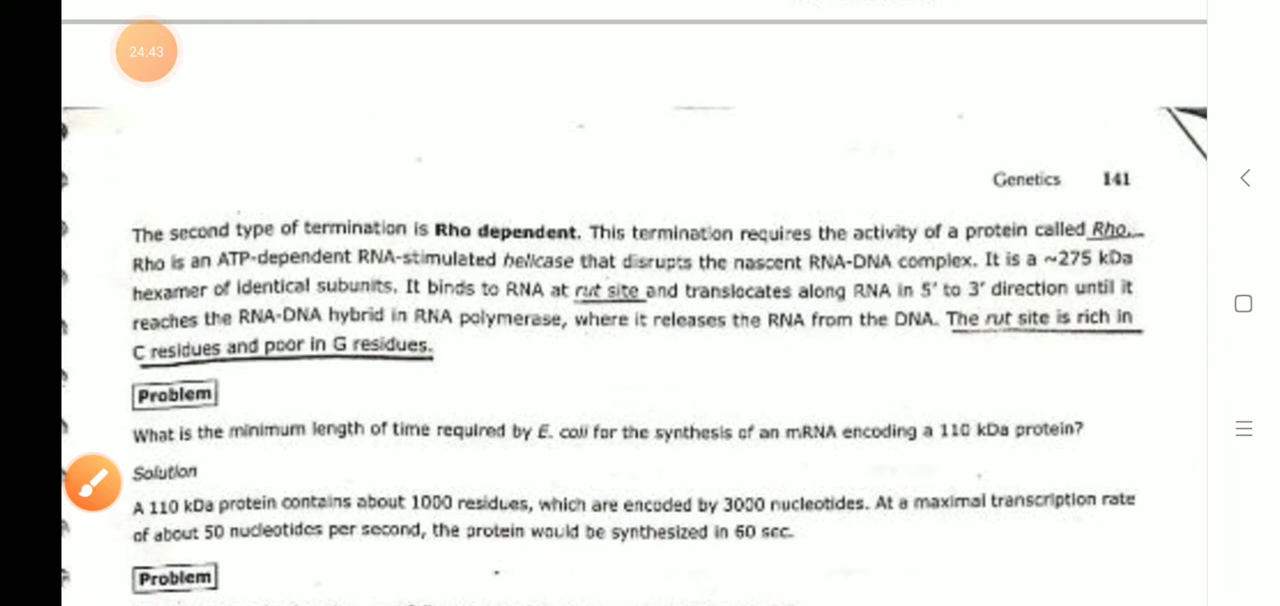 24:43
Genetics 141
The second type of termination is Rho dependent. This termination requires the activity of a protein called Rho.
Rho is an ATP-dependent RNA-stimulated helicase that disrupts the nascent RNA-DNA complex. It is a ~275 kDa
hexamer of identical subunits. It binds to RNA at rut site and translocates along RNA in 5' to 3' direction until it
reaches the RNA-DNA hybrid in RNA polymerase, where it releases the RNA from the DNA. The rut site is rich in
C residues and poor in G residues.
Problem
What is the minimum length of time required by E. coli for the synthesis of an mRNA encoding a 110 kDa protein?
Solution
A 110 kDa protein contains about 1000 residues, which are encoded by 3000 nucleotides. At a maximal transcription rate
of about 50 nucleotides per second, the protein would be synthesized in 60 sec.
Problem